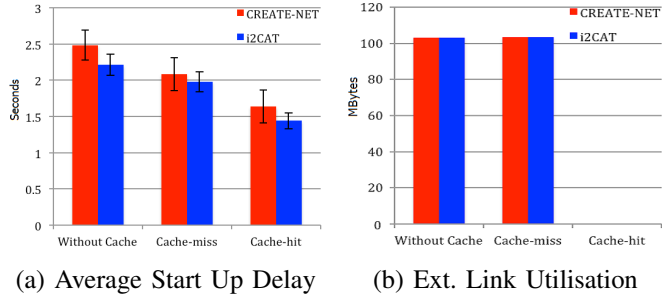 3
2.5
2
1.5
1
0.5
0
Seconds
CREATE-NET
i2CAT
Without Cache Cache-miss Cache-hit
(a) Average Start Up Delay
120
100
80
60
40
20
0
MBytes
CREATE-NET
i2CAT
Without Cache Cache-miss Cache-hit
(b) Ext. Link Utilisation